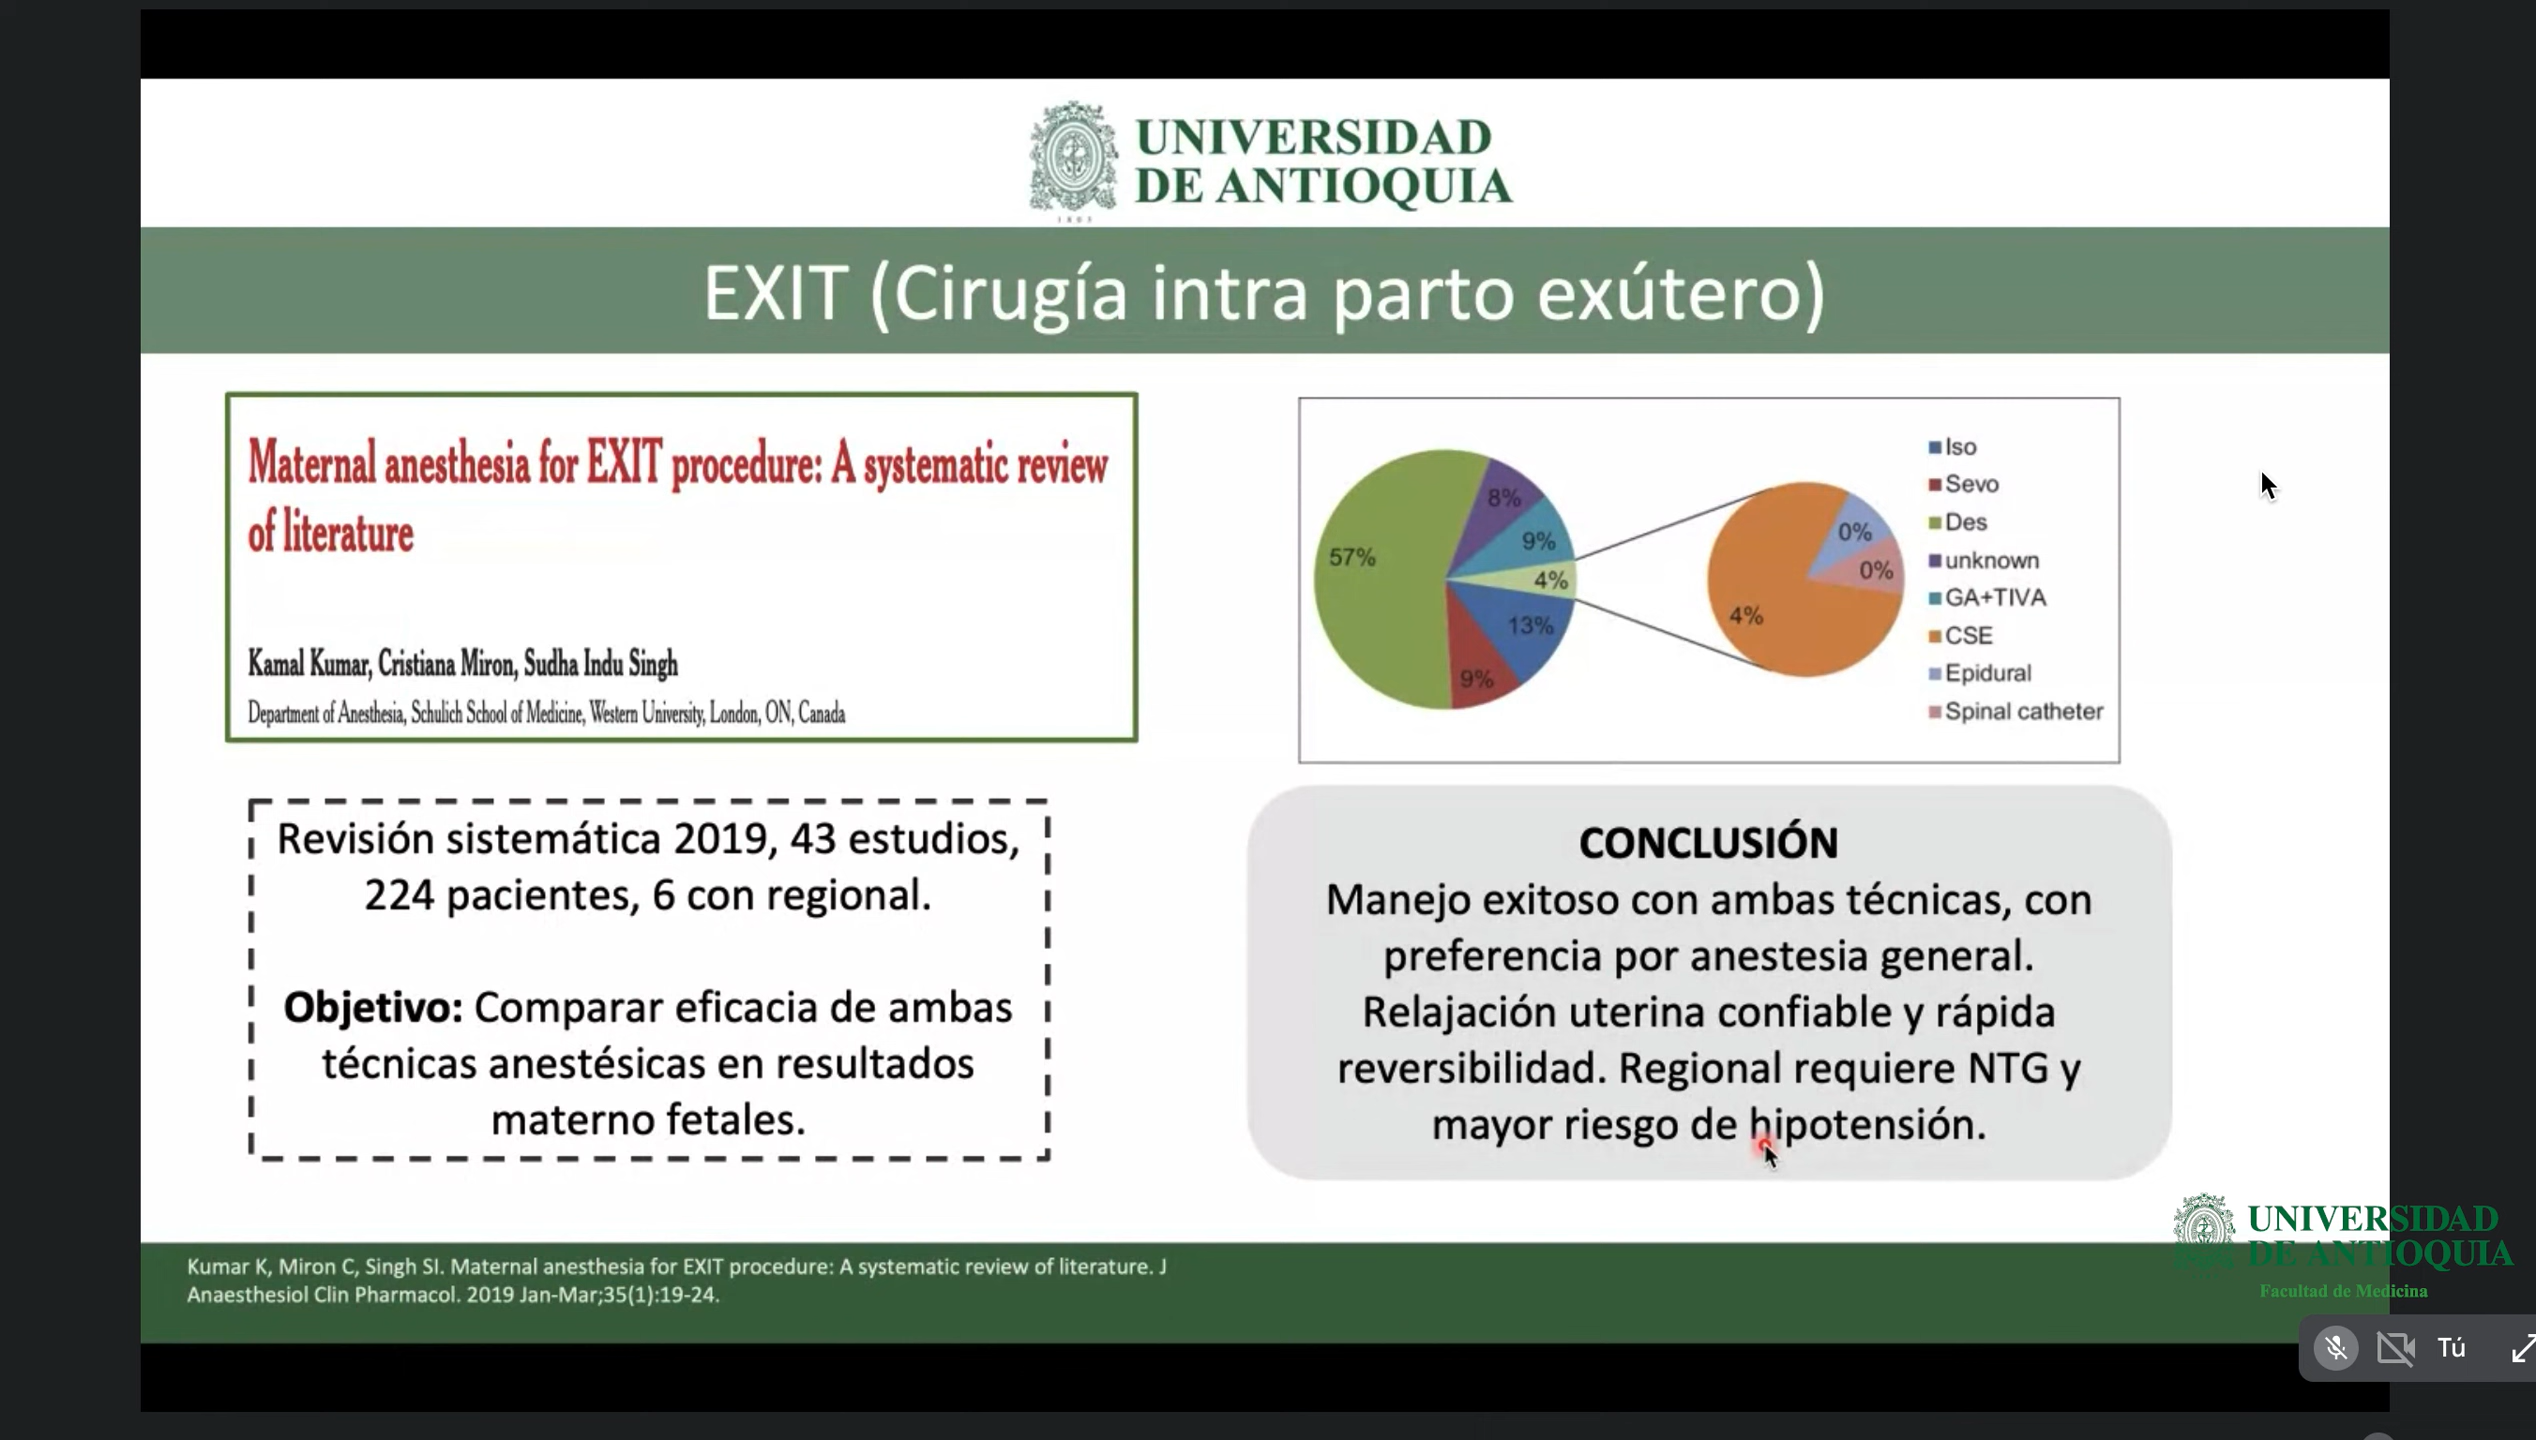 UNIVERSIDAD
DE ANTIOQUIA
1803
EXIT (Cirugía intra parto exútero)
Maternal anesthesia for EXIT procedure: A systematic review
of literature
Kamal Kumar, Cristiana Miron, Sudha Indu Singh
Department of Anesthesia, Schulich School of Medicine, Western University, London, ON, Canada
57%
8%
9%
4%
13%
9%
0%
0%
4%
Iso
Sevo
Des
unknown
GA+TIVA
CSE
Epidural
Spinal catheter
Revisión sistemática 2019, 43 estudios,
224 pacientes, 6 con regional.
Objetivo: Comparar eficacia de ambas
técnicas anestésicas en resultados
materno fetales.
CONCLUSIÓN
Manejo exitoso con ambas técnicas, con
preferencia por anestesia general.
Relajación uterina confiable y rápida
reversibilidad. Regional requiere NTG y
mayor riesgo de hipotensión.
Kumar K, Miron C, Singh SI. Maternal anesthesia for EXIT procedure: A systematic review of literature. J
Anaesthesiol Clin Pharmacol. 2019 Jan-Mar;35(1):19-24.
UNIVERSIDAD
DE ANTIOQUIA
Facultad de Medicina
Tú